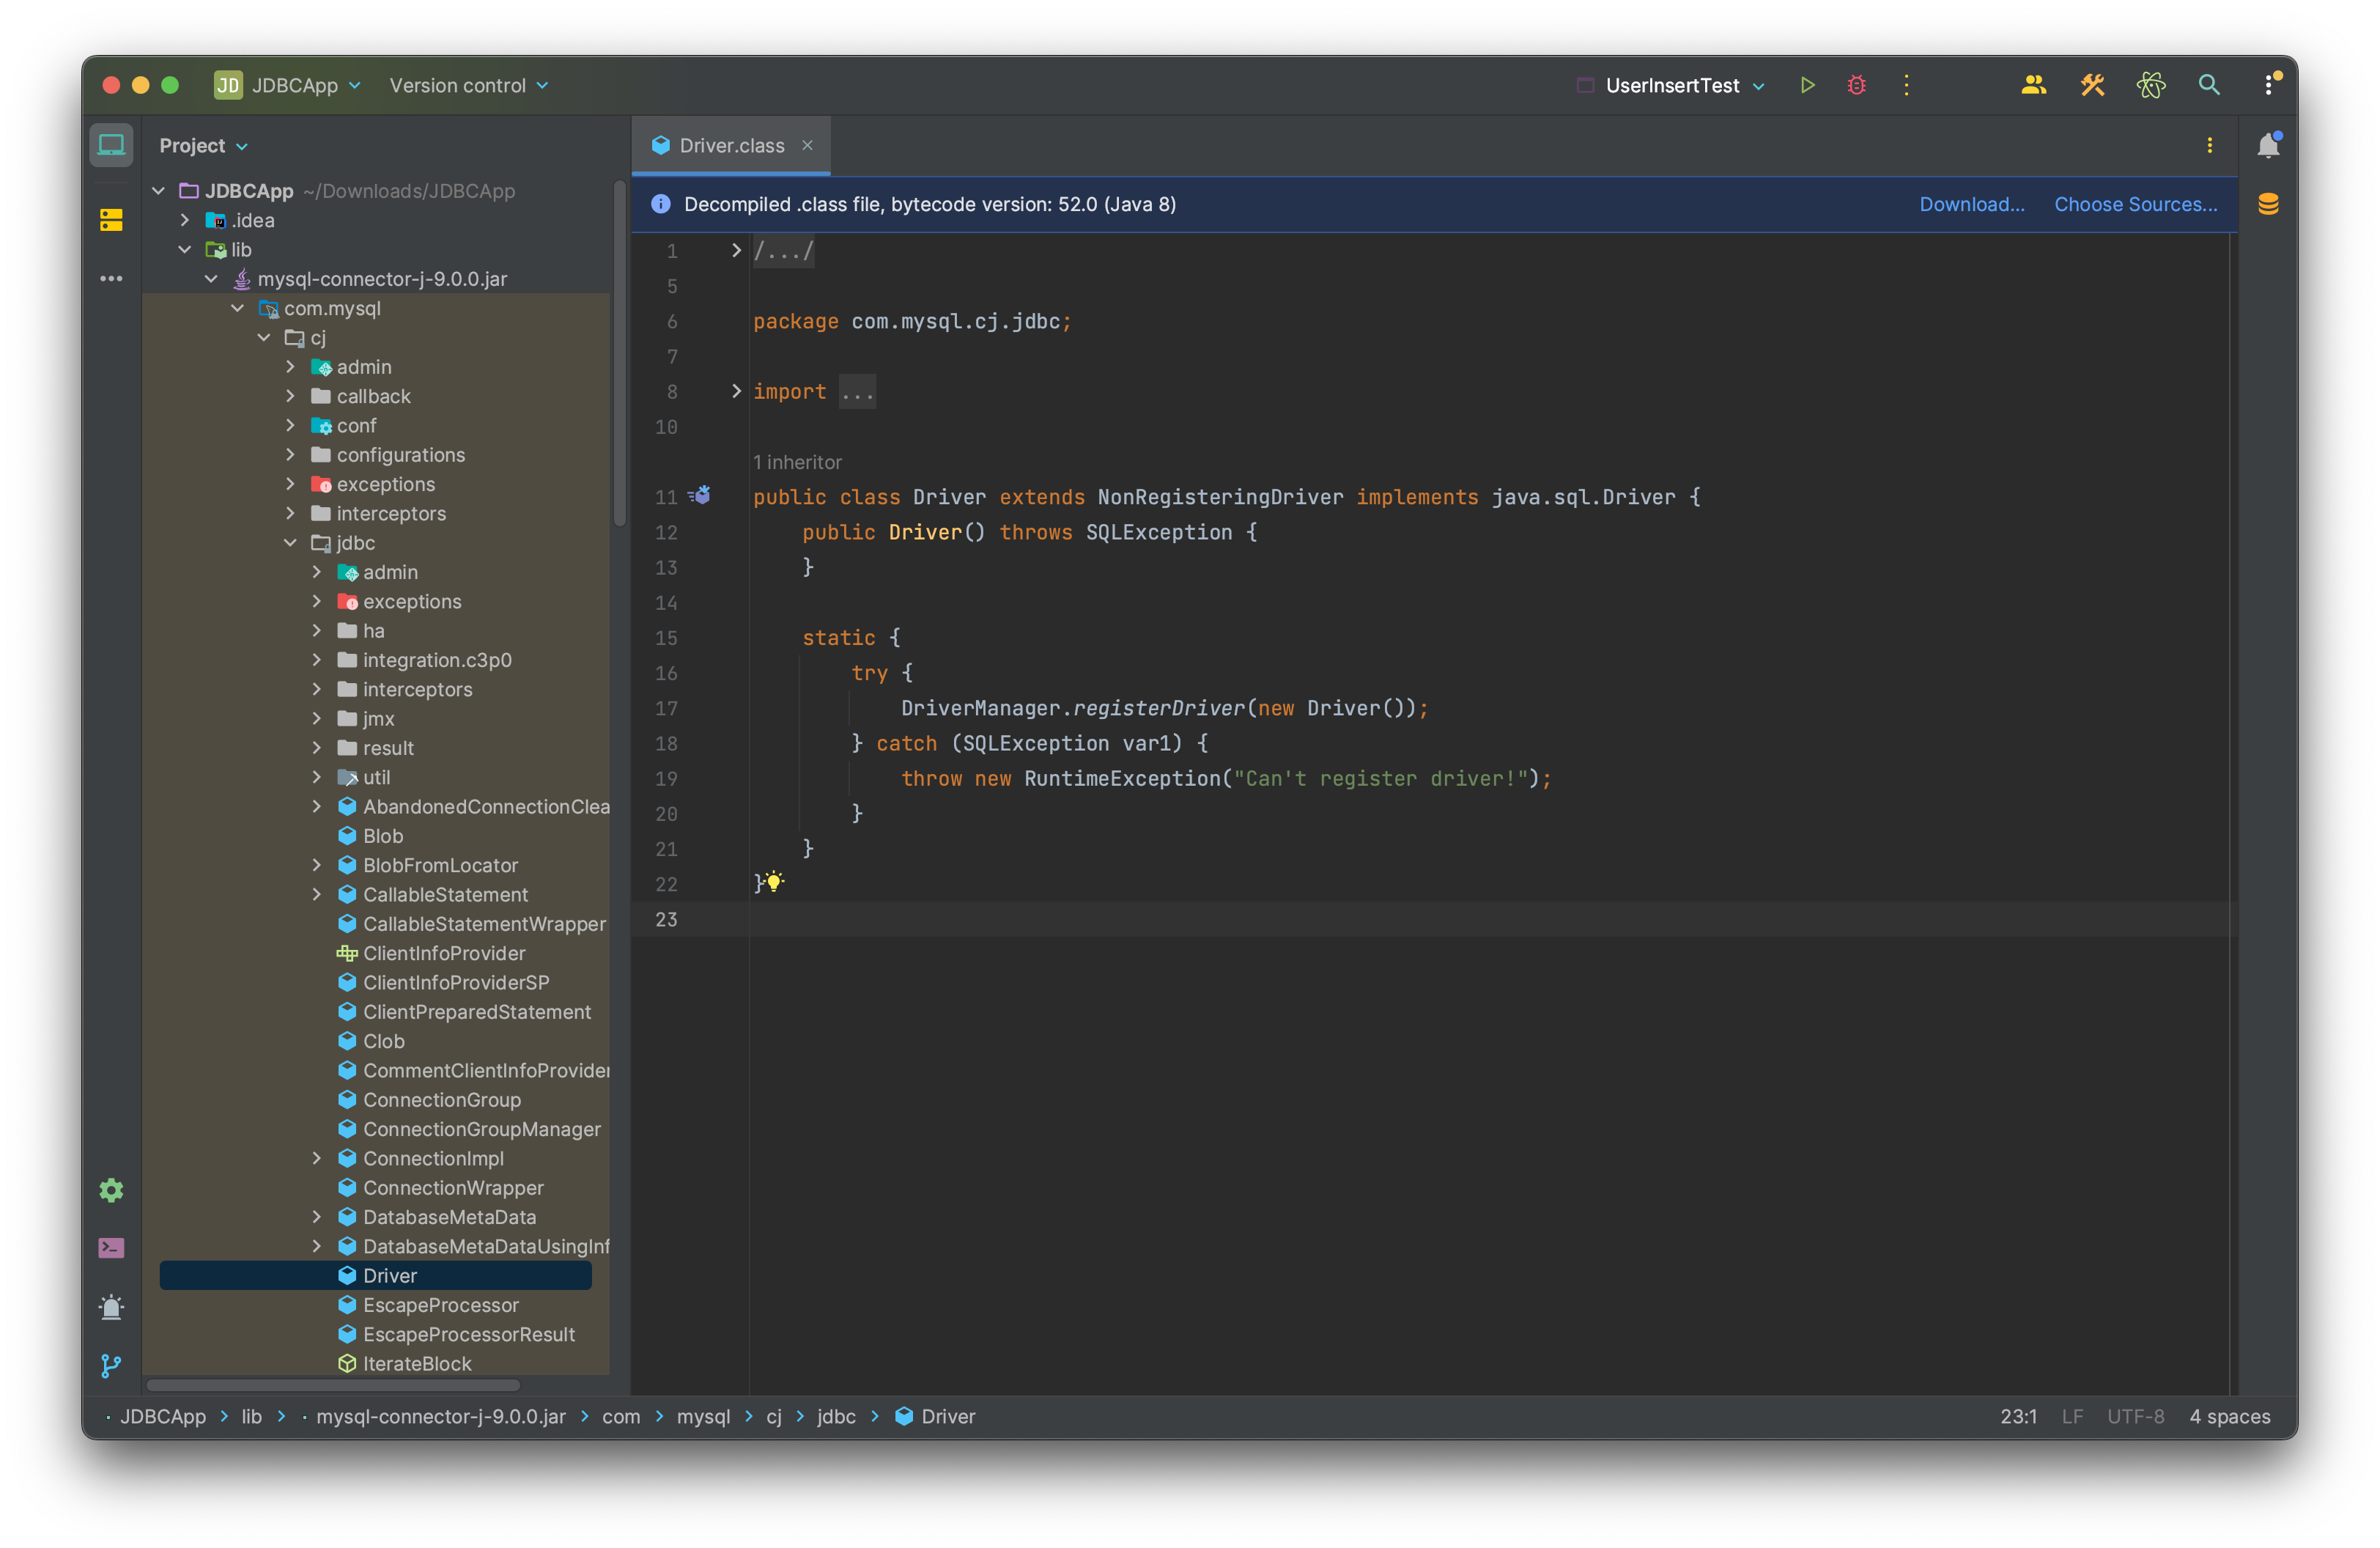 JD JDBCApp Version control UserInsertTest
Project
Driver.class
JDBCApp ~/Downloads/JDBCApp
.idea
lib
mysql-connector-j-9.0.0.jar
com.mysql
cj
admin
callback
conf
configurations
exceptions
interceptors
jdbc
admin
exceptions
ha
integration.c3p0
interceptors
jmx
result
util
AbandonedConnectionClea
Blob
BlobFromLocator
CallableStatement
CallableStatementWrapper
ClientInfoProvider
ClientInfoProviderSP
ClientPreparedStatement
Clob
CommentClientInfoProvider
ConnectionGroup
ConnectionGroupManager
ConnectionImpl
ConnectionWrapper
DatabaseMetaData
DatabaseMetaDataUsingInf
Driver
EscapeProcessor
EscapeProcessorResult
IterateBlock
Decompiled .class file, bytecode version: 52.0 (Java 8) Download... Choose Sources...
1 /.../
5
6 package com.mysql.cj.jdbc;
7
8 import ...
10
1 inheritor
11 public class Driver extends NonRegisteringDriver implements java.sql.Driver {
12 public Driver() throws SQLException {
13 }
14
15 static {
16 try {
17 DriverManager.registerDriver(new Driver());
18 } catch (SQLException var1) {
19 throw new RuntimeException("Can't register driver!");
20 }
21 }
22 }
23
JDBCApp > lib > mysql-connector-j-9.0.0.jar > com > mysql > cj > jdbc > Driver 23:1 LF UTF-8 4 spaces